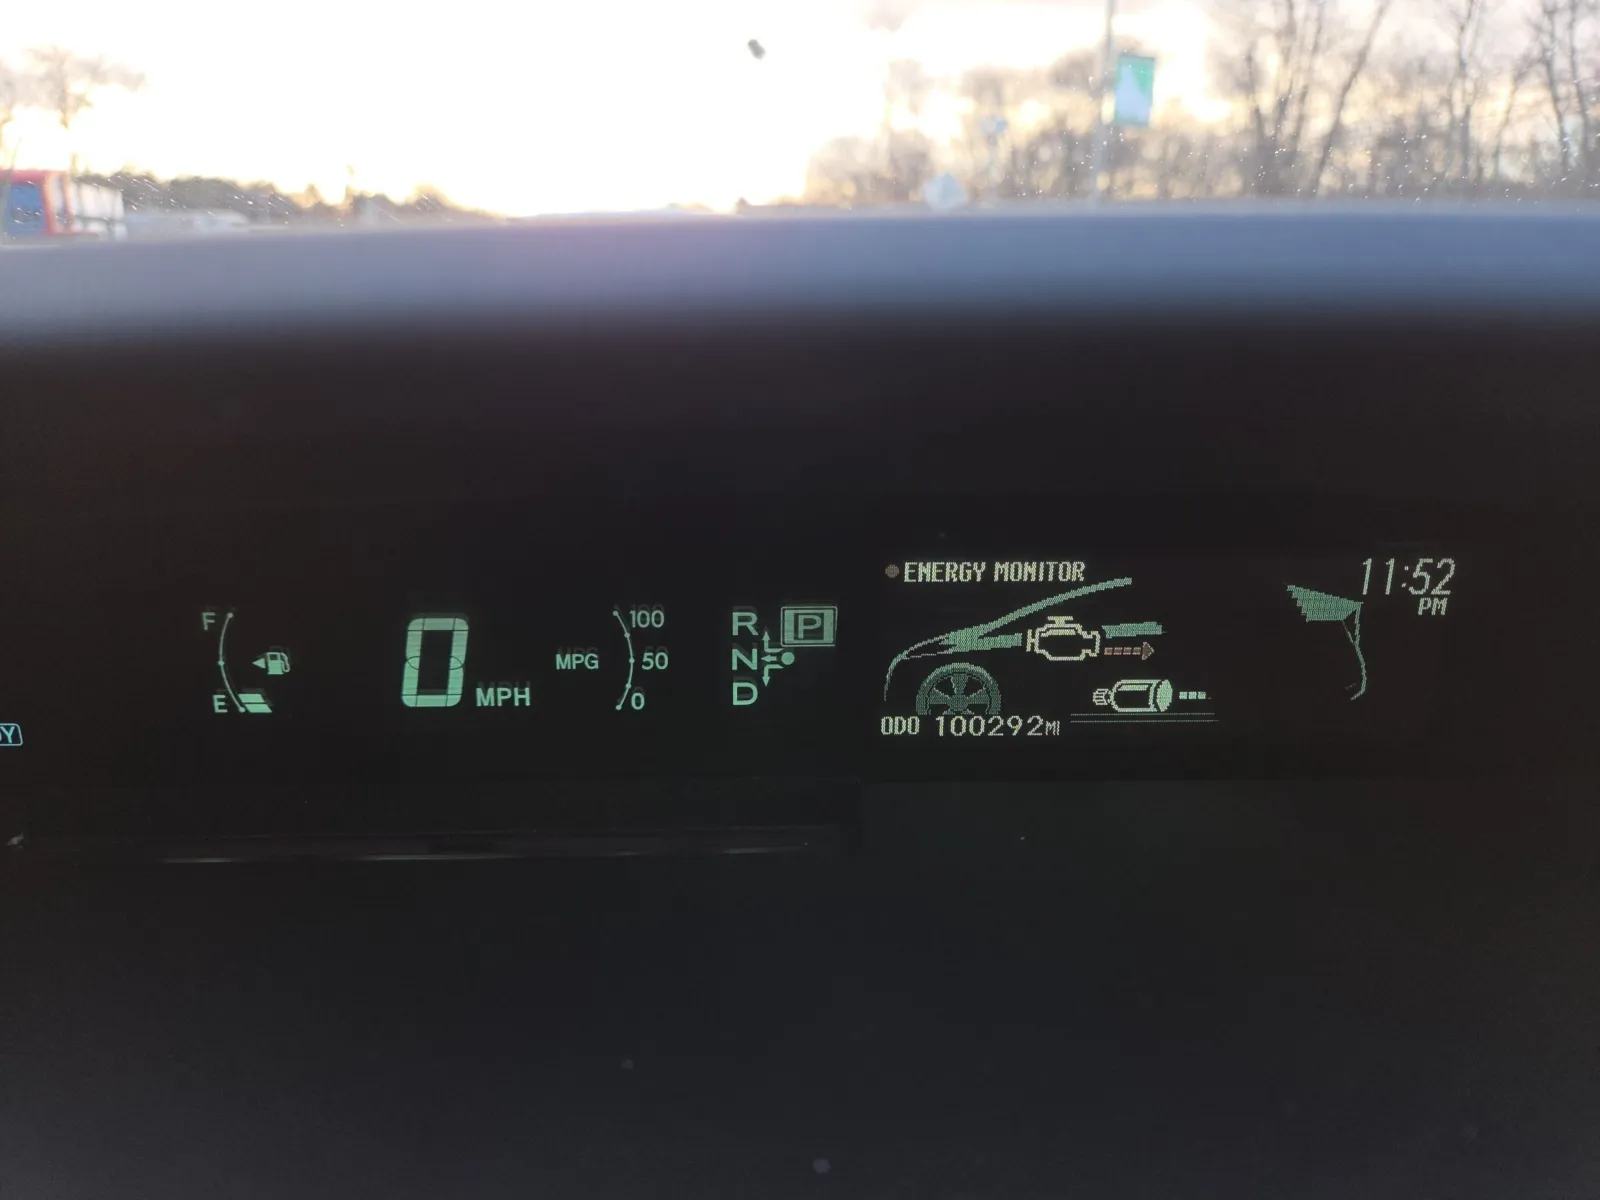 F
E
0 MPH
MPG
100
50
0
R P
N
D
ENERGY MONITOR
11:52
PM
ODO 100292MI